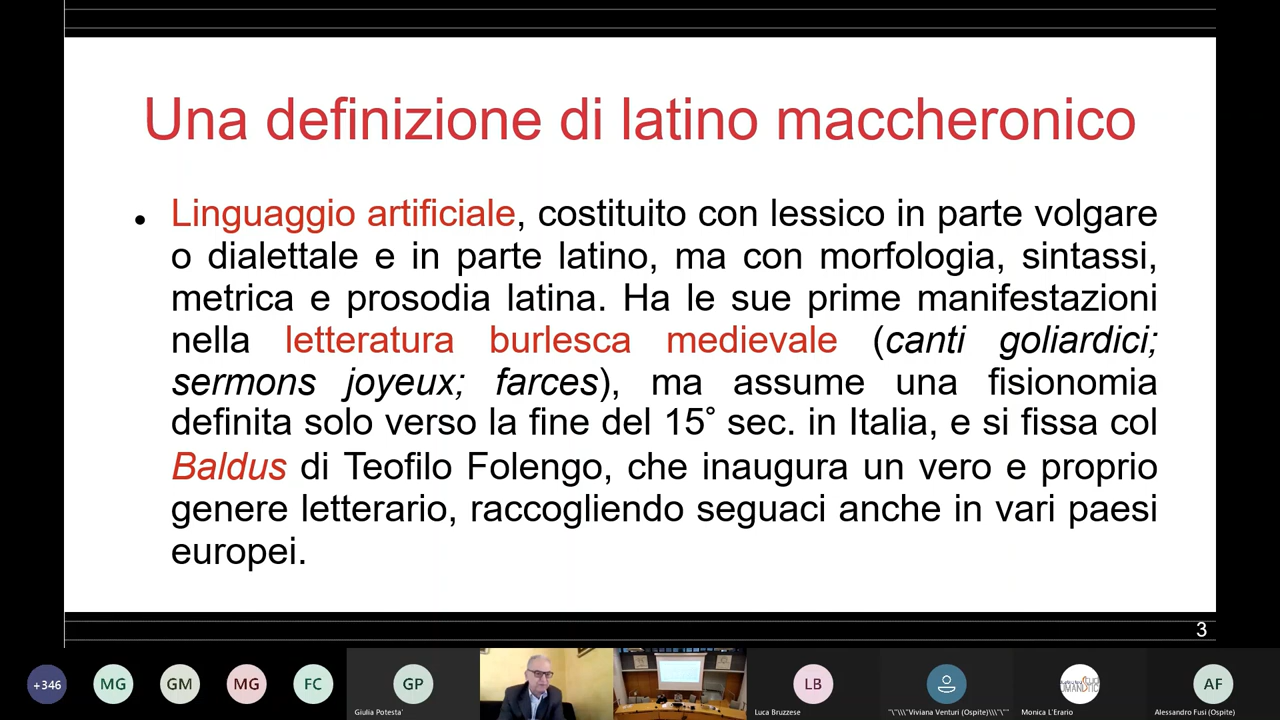 Una definizione di latino maccheronico
• Linguaggio artificiale, costituito con lessico in parte volgare
o dialettale e in parte latino, ma con morfologia, sintassi,
metrica e prosodia latina. Ha le sue prime manifestazioni
nella letteratura burlesca medievale (canti goliardici;
sermons joyeux; farces), ma assume una fisionomia
definita solo verso la fine del 15° sec. in Italia, e si fissa col
Baldus di Teofilo Folengo, che inaugura un vero e proprio
genere letterario, raccogliendo seguaci anche in vari paesi
europei.
3
+346
MG
GM
MG
FC
GP
LB
AF
Giulia Potesta'
Luca Bruzzese
"\"\\\"Viviana Venturi (Ospite)\\\"\""
Monica L'Erario
Alessandro Fusi (Ospite)